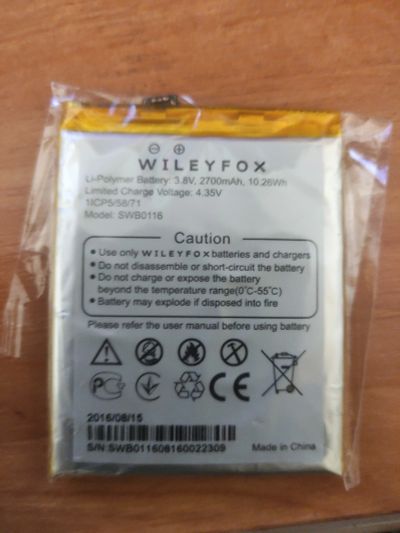 WILEYFOX
Li-Polymer Battery: 3.8V, 2700mAh, 10.26Wh
Limited Charge Voltage: 4.35V
1ICP5/58/71
Model: SWB0116
Caution
Use only WILEYFOX batteries and chargers
Do not disassemble or short-circuit the battery
Do not charge or expose the battery
beyond the temperature range(0°C-55°C)
Battery may explode if disposed into fire
Please refer the user manual before using
CE
2016/08/15
S/N:SWB011608160022309
Made in China